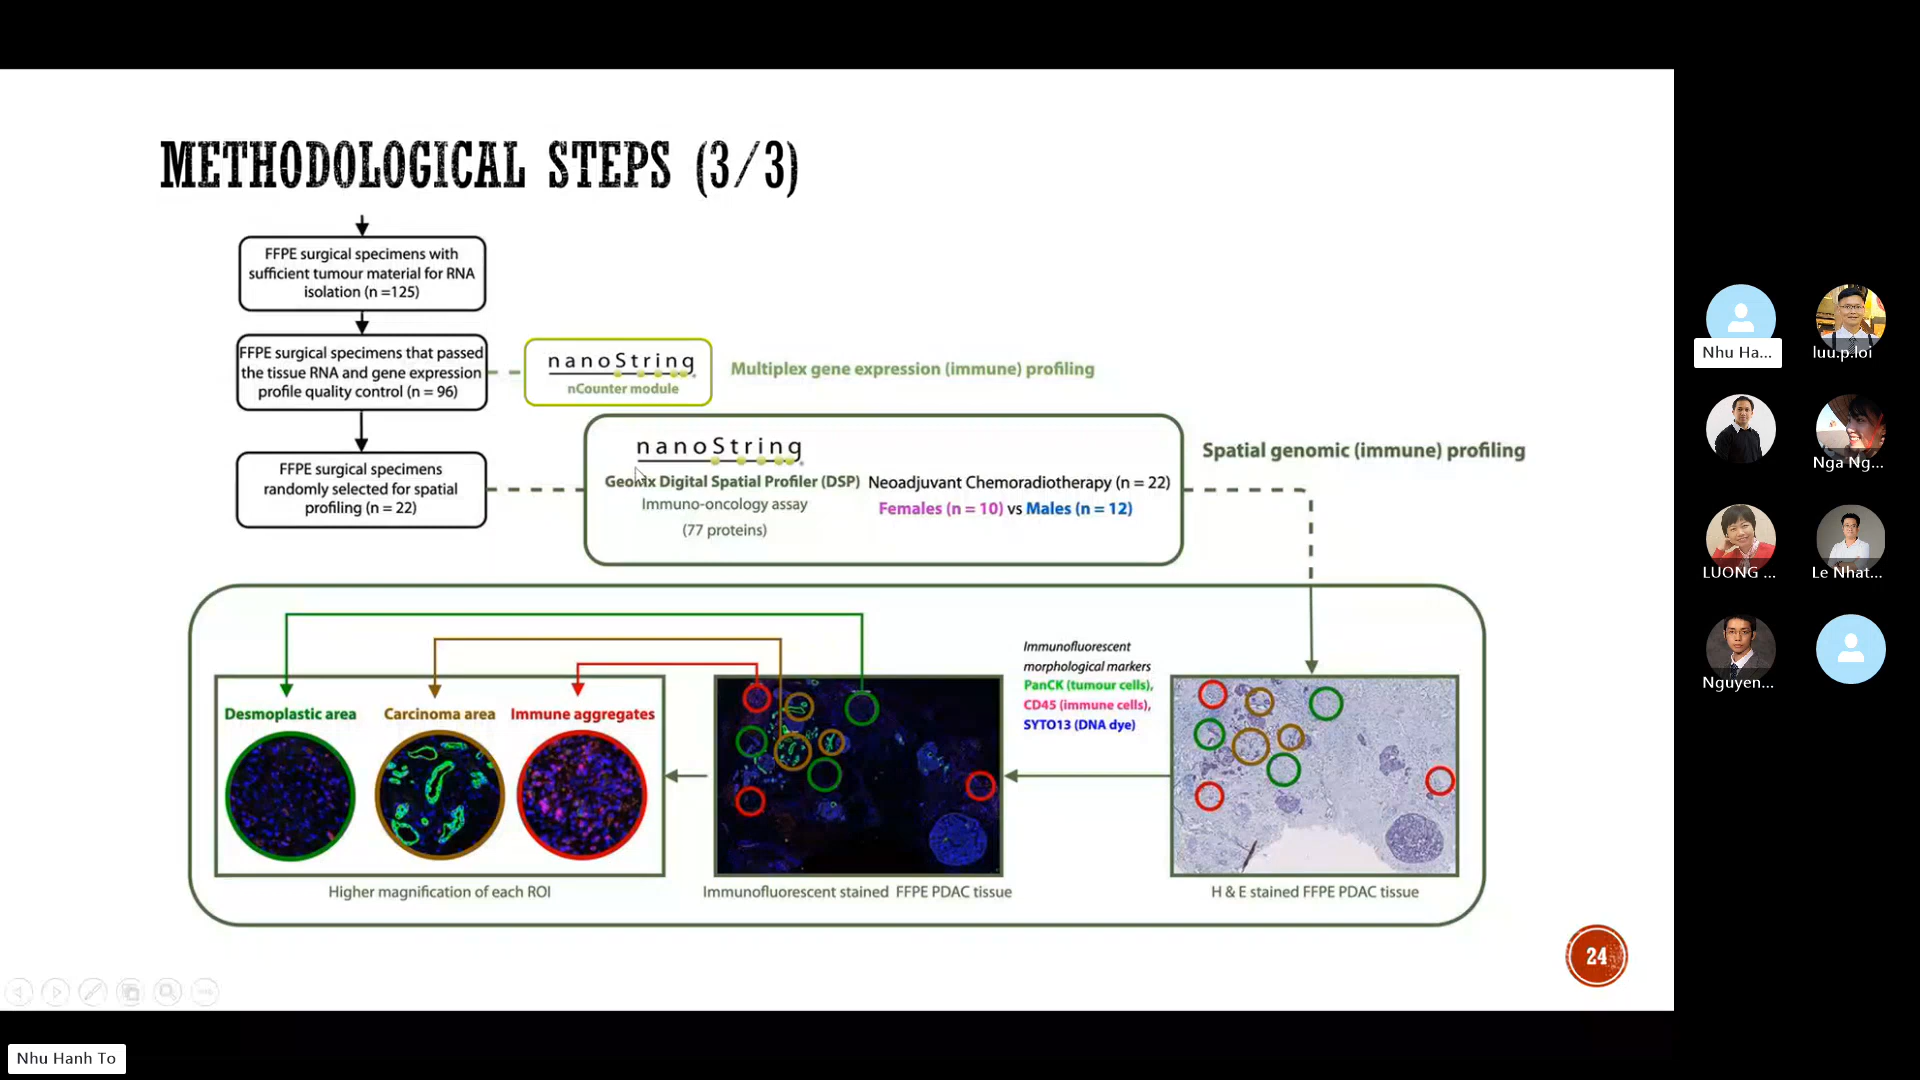 METHODOLOGICAL STEPS (3/3)
FFPE surgical specimens with
sufficient tumour material for RNA
isolation (n =125)
FFPE surgical specimens that passed
the tissue RNA and gene expression
profile quality control (n = 96)
nanoString
nCounter module
Multiplex gene expression (immune) profiling
FFPE surgical specimens
randomly selected for spatial
profiling (n = 22)
nanoString
GeoMx Digital Spatial Profiler (DSP)
Immuno-oncology assay
(77 proteins)
Neoadjuvant Chemoradiotherapy (n = 22)
Females (n = 10) vs Males (n = 12)
Spatial genomic (immune) profiling
Desmoplastic area
Carcinoma area
Immune aggregates
Higher magnification of each ROI
Immunofluorescent
morphological markers
PanCK (tumour cells),
CD45 (immune cells),
SYTO13 (DNA dye)
Immunofluorescent stained FFPE PDAC tissue
H & E stained FFPE PDAC tissue
24
Nhu Ha...
luu.p.loi
Nga Ng...
LUONG ...
Le Nhat...
Nguyen...
Nhu Hanh To